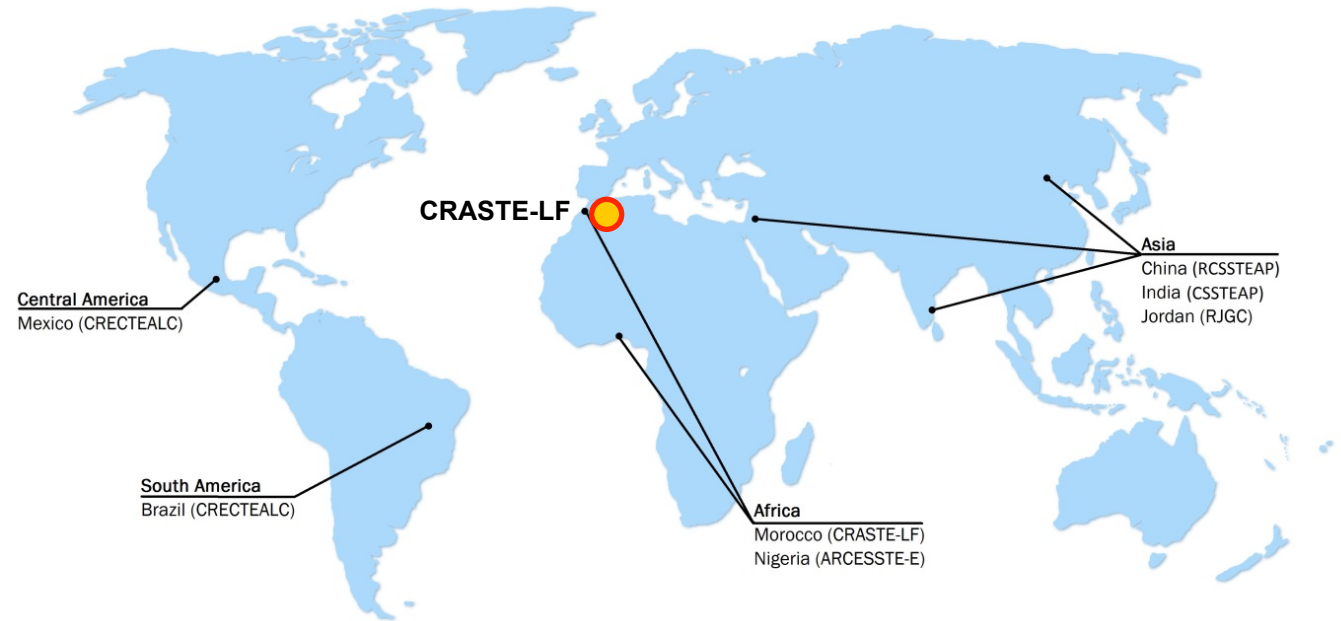 CRASTE-LF
Asia
China (RCSSTEAP)
India (CSSTEAP)
Jordan (RJGC)
Central America
Mexico (CRECTEALC)
South America
Brazil (CRECTEALC)
Africa
Morocco (CRASTE-LF)
Nigeria (ARCESSTE-E)